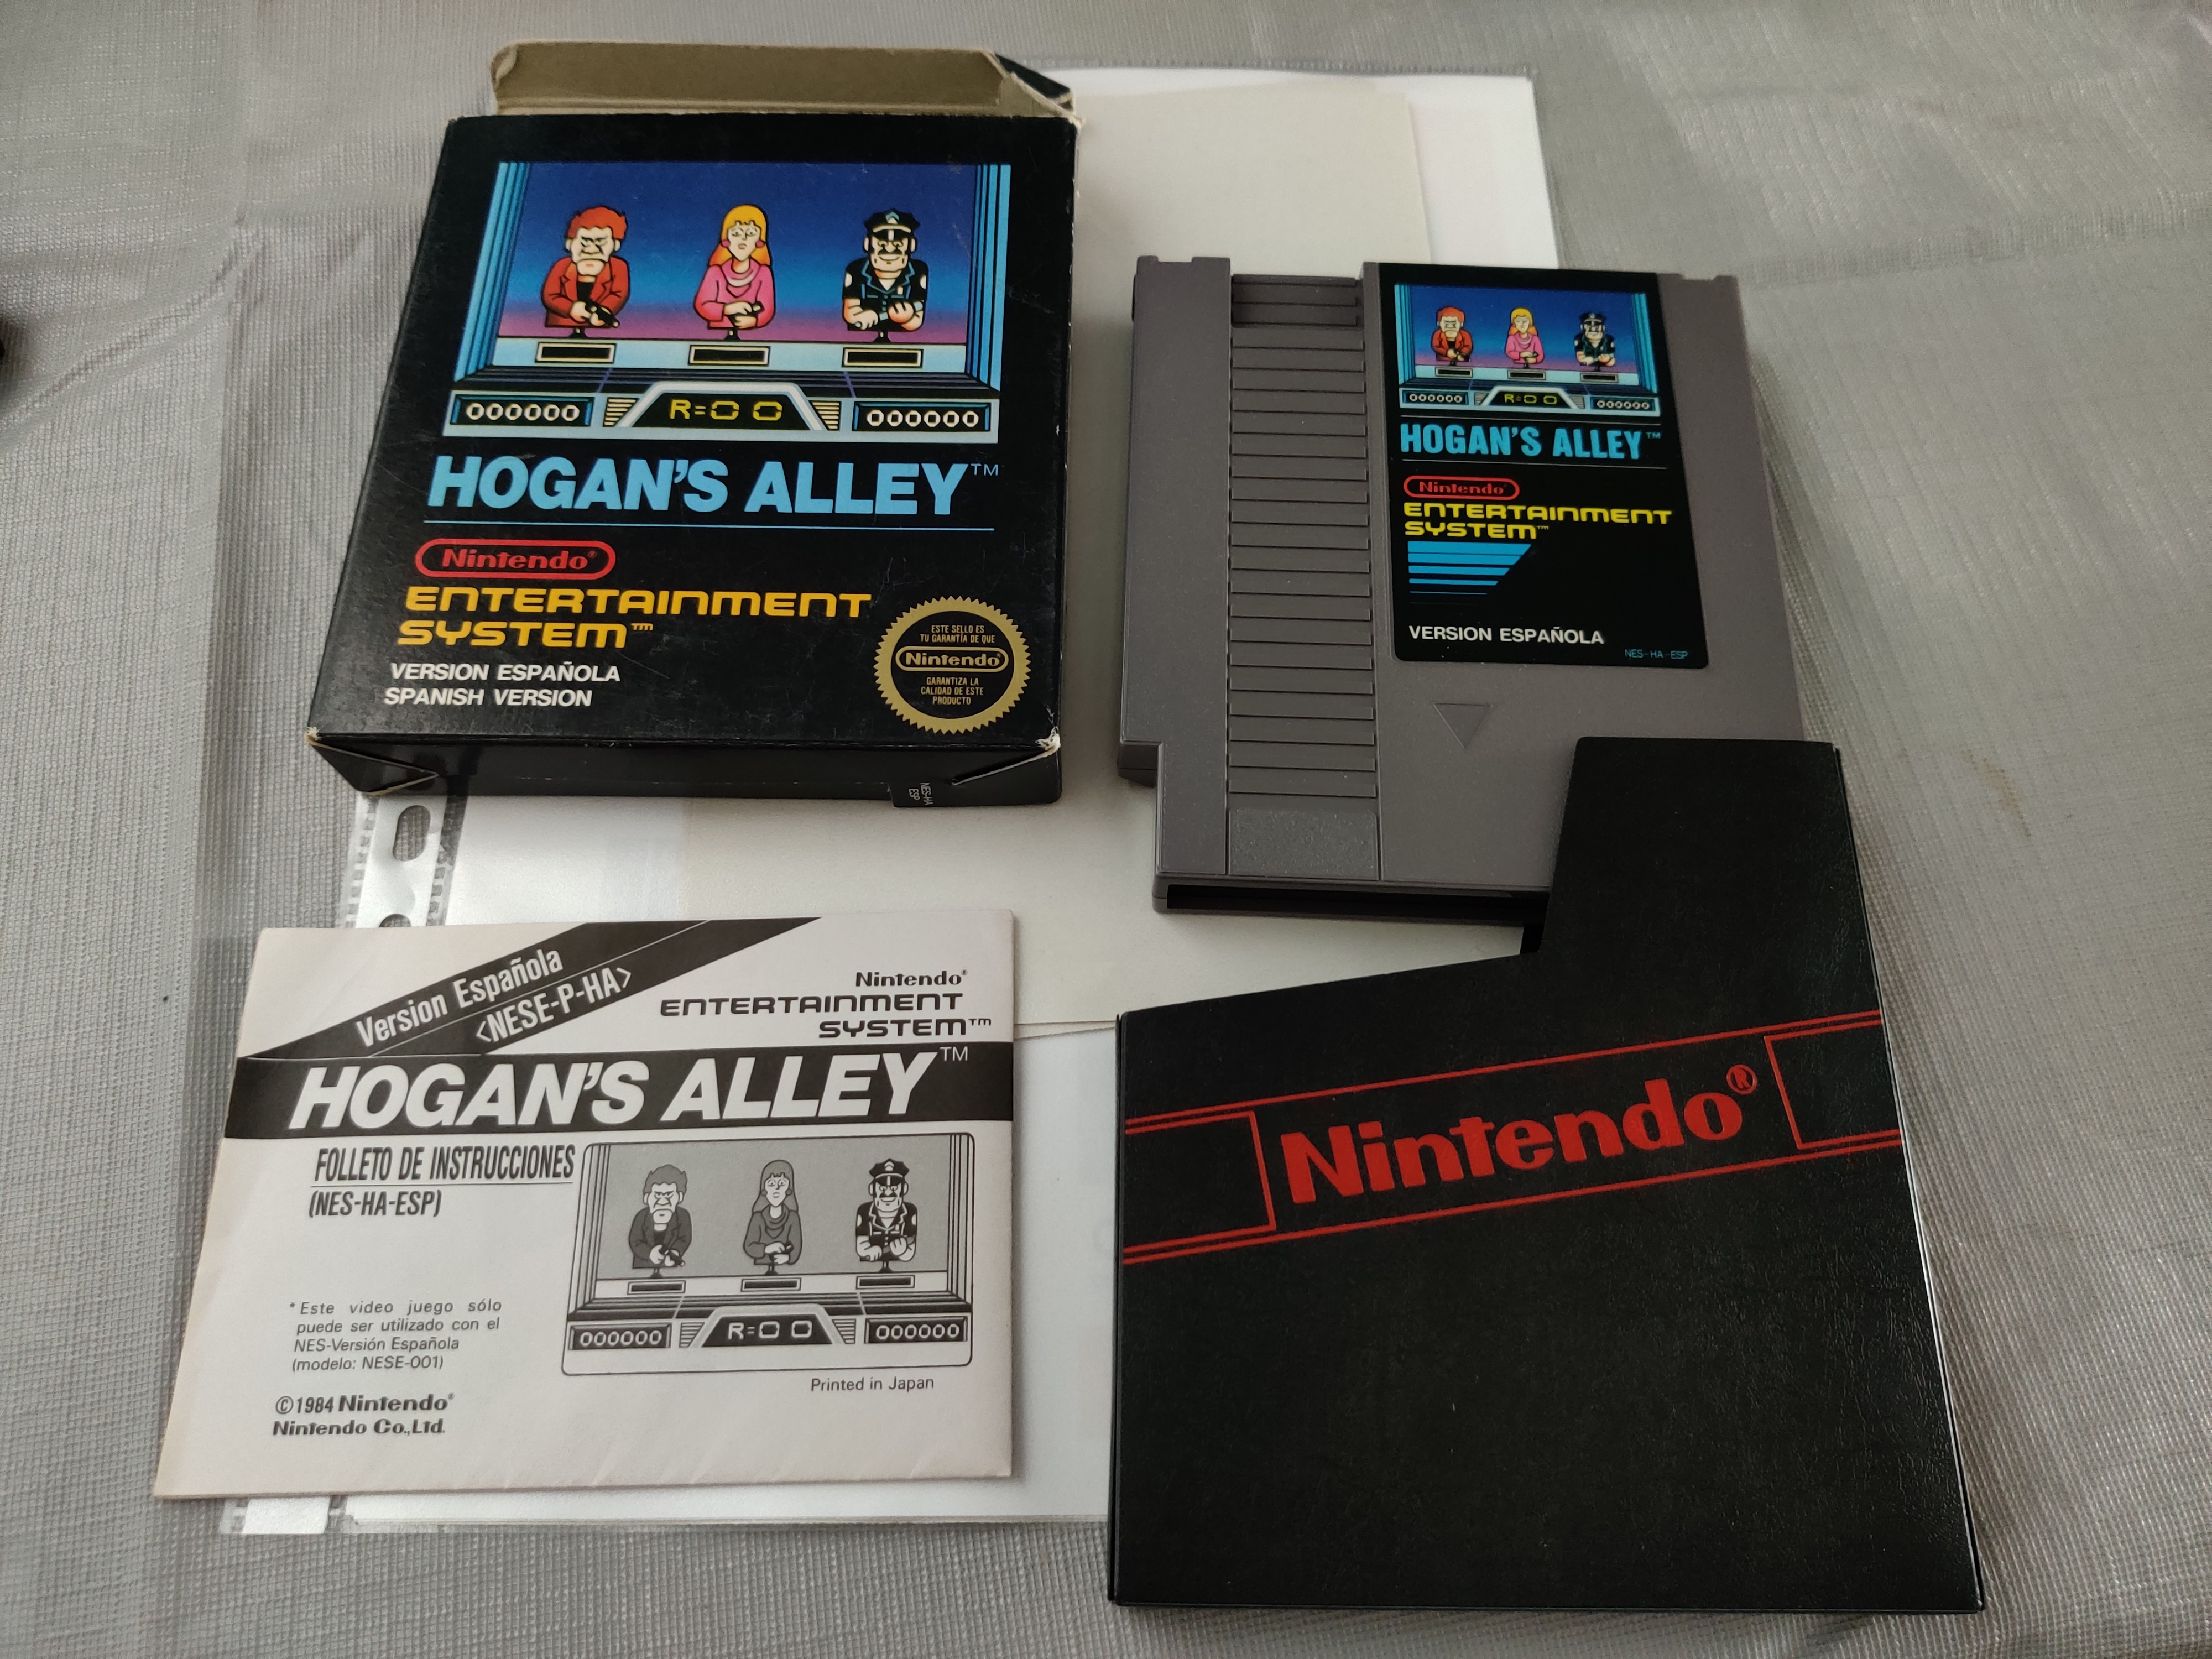 000000
R=00
000000
HOGAN'S ALLEY™
Nintendo®
ENTERTAINMENT
SYSTEM™
VERSION ESPAÑOLA
SPANISH VERSION
ESTE SELLO ES
TU GARANTÍA DE QUE
Nintendo
GARANTIZA LA
CALIDAD DE ESTE
PRODUCTO
NES-HA
ESP
000000
R=00
000000
HOGAN'S ALLEY™
Nintendo®
ENTERTAINMENT
SYSTEM™
VERSION ESPAÑOLA
NES-HA-ESP
Version Española
<NESE-P-HA>
Nintendo®
ENTERTAINMENT
SYSTEM™
HOGAN'S ALLEY™
FOLLETO DE INSTRUCCIONES
(NES-HA-ESP)
000000
R=00
000000
*Este video juego sólo
puede ser utilizado con el
NES-Versión Española
(modelo: NESE-001)
Printed in Japan
©1984 Nintendo®
Nintendo Co.,Ltd.
Nintendo®